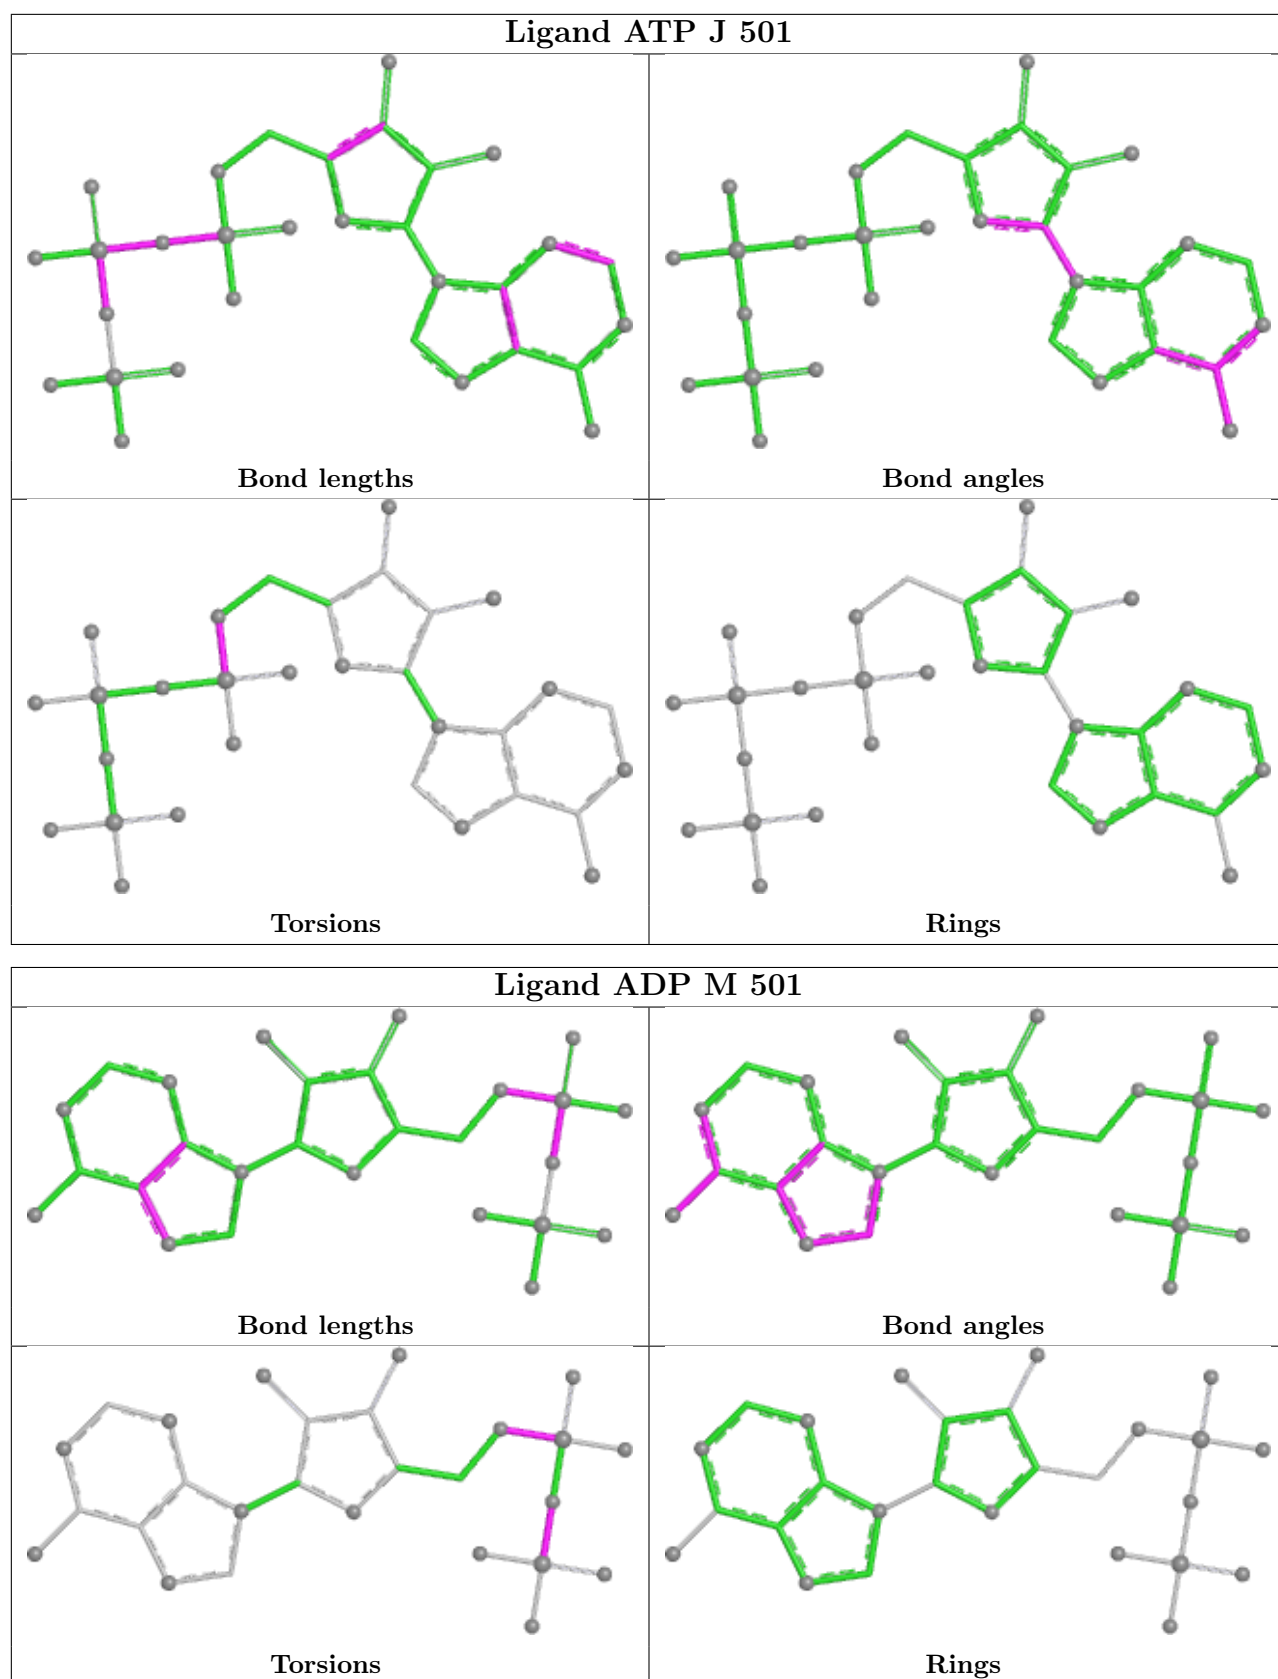 Ligand ATP J 501
Bond lengths
Bond angles
Torsions
Rings
Ligand ADP M 501
Bond lengths
Bond angles
Torsions
Rings